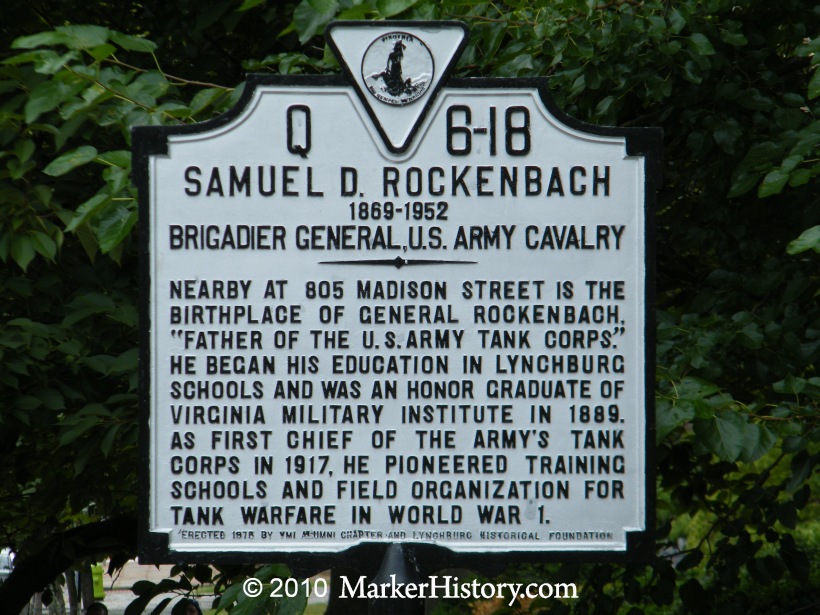 VIRGINIA
Q 6-18
SAMUEL D. ROCKENBACH
1869-1952
BRIGADIER GENERAL, U.S. ARMY CAVALRY
NEARBY AT 805 MADISON STREET IS THE
BIRTHPLACE OF GENERAL ROCKENBACH,
"FATHER OF THE U.S. ARMY TANK CORPS."
HE BEGAN HIS EDUCATION IN LYNCHBURG
SCHOOLS AND WAS AN HONOR GRADUATE OF
VIRGINIA MILITARY INSTITUTE IN 1889.
AS FIRST CHIEF OF THE ARMY'S TANK
CORPS IN 1917, HE PIONEERED TRAINING
SCHOOLS AND FIELD ORGANIZATION FOR
TANK WARFARE IN WORLD WAR 1.
ERECTED 1978 BY VMI ALUMNI CHAPTER AND LYNCHBURG HISTORICAL FOUNDATION
© 2010 MarkerHistory.com